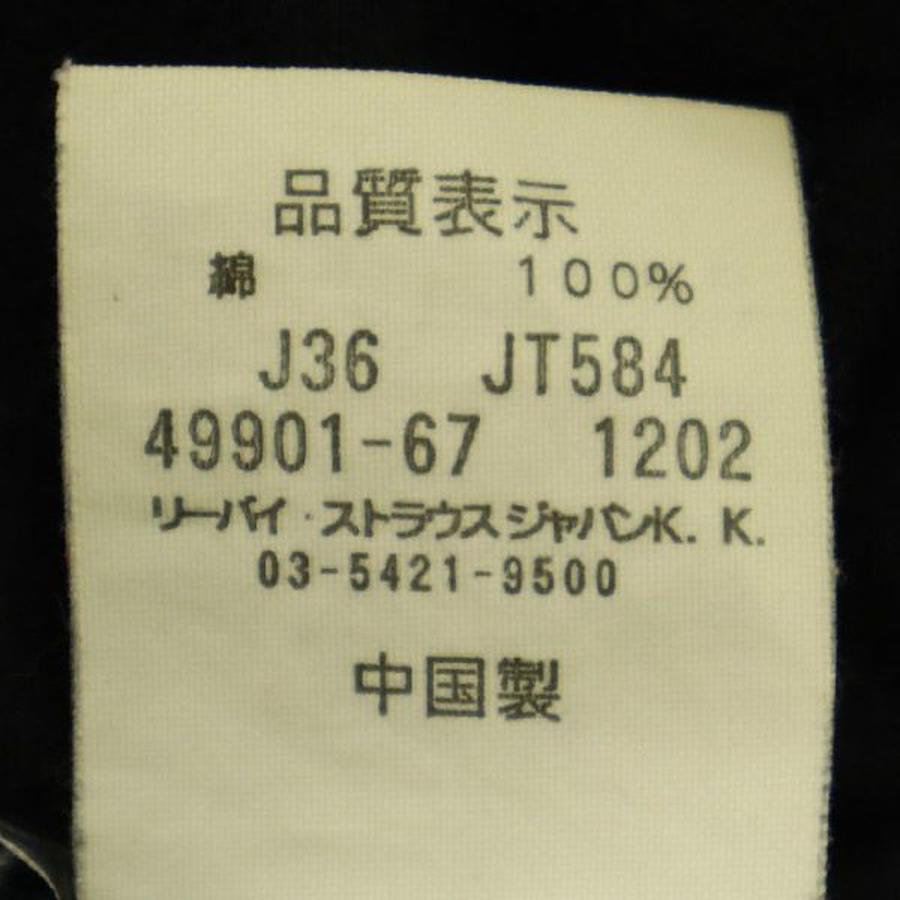 品質表示
綿 100%
J36 JT584
49901-67 1202
リーバイ・ストラウスジャパンK. K.
03-5421-9500
中国製